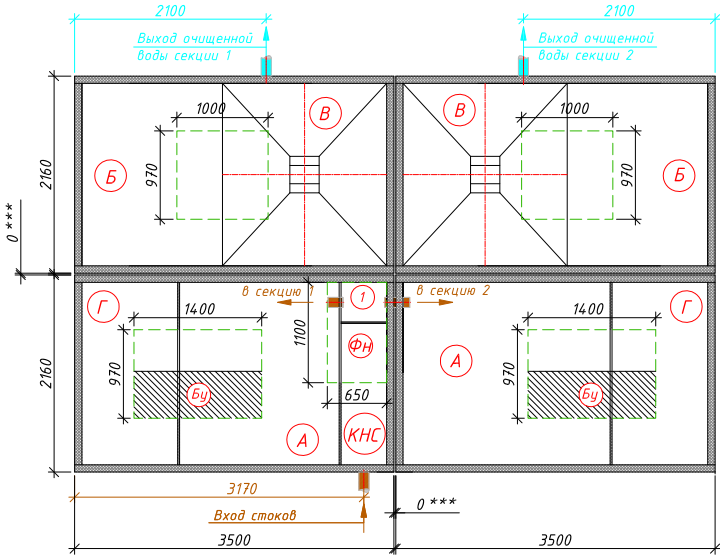 2100
2100
Выход очищенной
воды секции 1
Выход очищенной
воды секции 2
1000
В
В
1000
2160
970
Б
970
Б
0 ***
в секцию 1
1
в секцию 2
Г
1400
1400
Г
1100
Фн
970
А
970
2160
650
Бу
Бу
А
КНС
3170
0 ***
Вход стоков
3500
3500